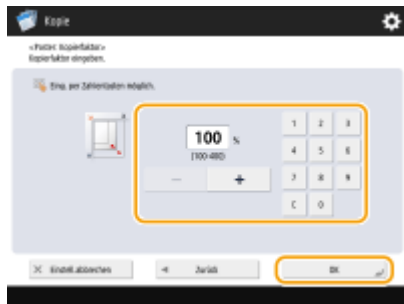 Kopie
<Poster: Kopierfaktor>
Kopierfaktor eingeben.
Eing. per Zahlentasten möglich.
100 %
(100-400)
1 2 3
4 5 6
7 8 9
C 0
− +
× Einstell.abbrechen
◄ Zurück
OK